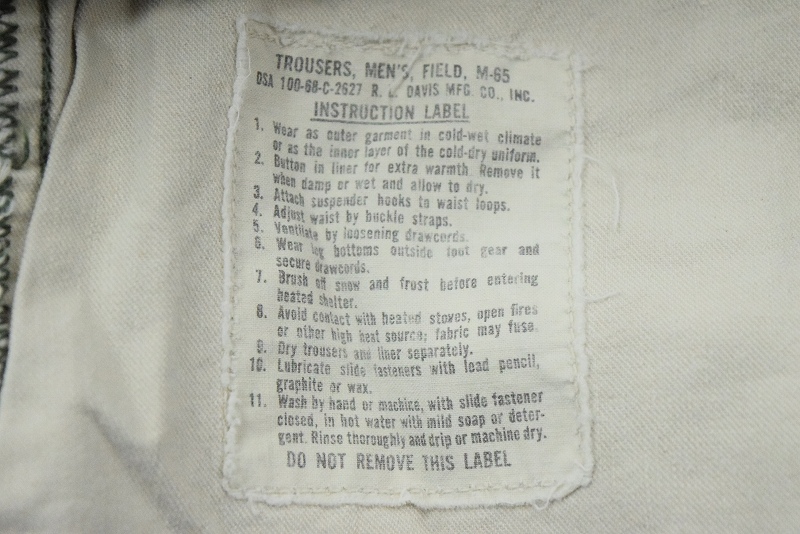 TROUSERS, MEN'S, FIELD, M-65
DSA 100-68-C-2627 R. L. DAVIS MFG. CO., INC.
INSTRUCTION LABEL
1. Wear as outer garment in cold-wet climate
or as the inner layer of the cold-dry uniform.
2. Button in liner for extra warmth. Remove it
when damp or wet and allow to dry.
3. Attach suspender hooks to waist loops.
4. Adjust waist by buckle straps.
5. Ventilate by loosening drawcords.
6. Wear leg bottoms outside foot gear and
secure drawcords.
7. Brush off snow and frost before entering
heated shelter.
8. Avoid contact with heated stoves, open fires
or other high heat source; fabric may fuse.
9. Dry trousers and liner separately.
10. Lubricate slide fasteners with lead pencil,
graphite or wax.
11. Wash by hand or machine, with slide fastener
closed, in hot water with mild soap or deter-
gent. Rinse thoroughly and drip or machine dry.
DO NOT REMOVE THIS LABEL